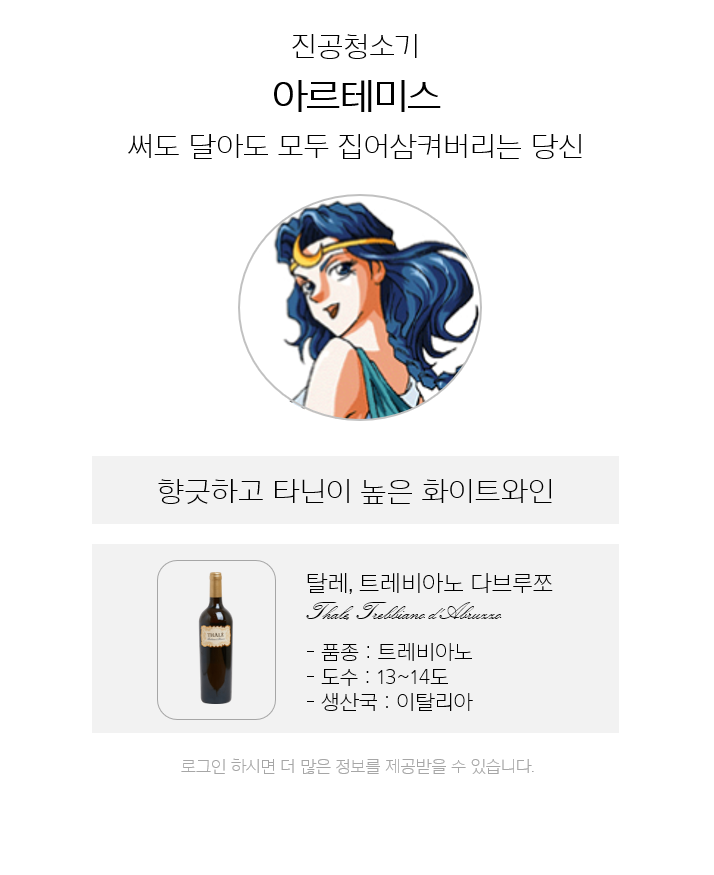 진공청소기
아르테미스
써도 달아도 모두 집어삼켜버리는 당신
향긋하고 타닌이 높은 화이트와인
탈레, 트레비아노 다브루쪼
Thale, Trebbiano d'Abruzzo
- 품종 : 트레비아노
- 도수 : 13~14도
- 생산국 : 이탈리아
THALÈ
로그인 하시면 더 많은 정보를 제공받을 수 있습니다.